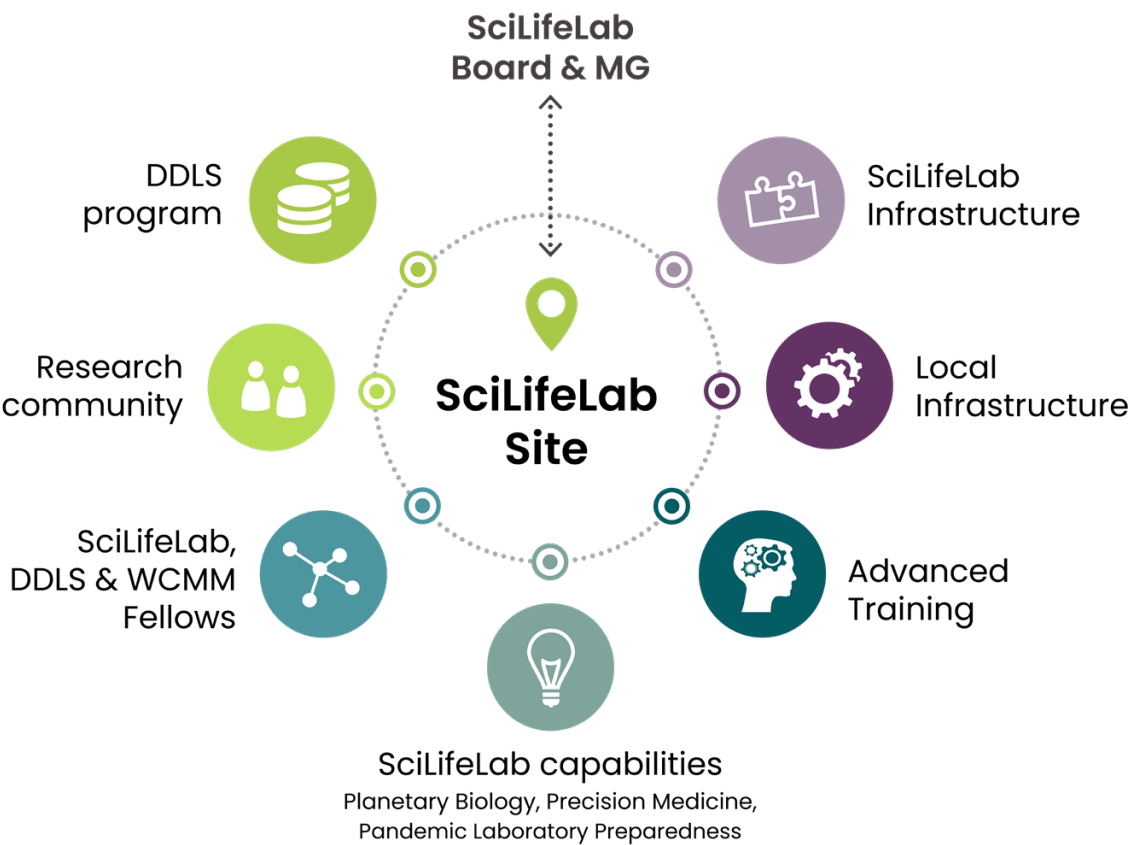 SciLifeLab
Board & MG
DDLS
program
SciLifeLab
Infrastructure
Research
community
SciLifeLab
Site
Local
Infrastructure
SciLifeLab,
DDLS & WCMM
Fellows
Advanced
Training
SciLifeLab capabilities
Planetary Biology, Precision Medicine,
Pandemic Laboratory Preparedness